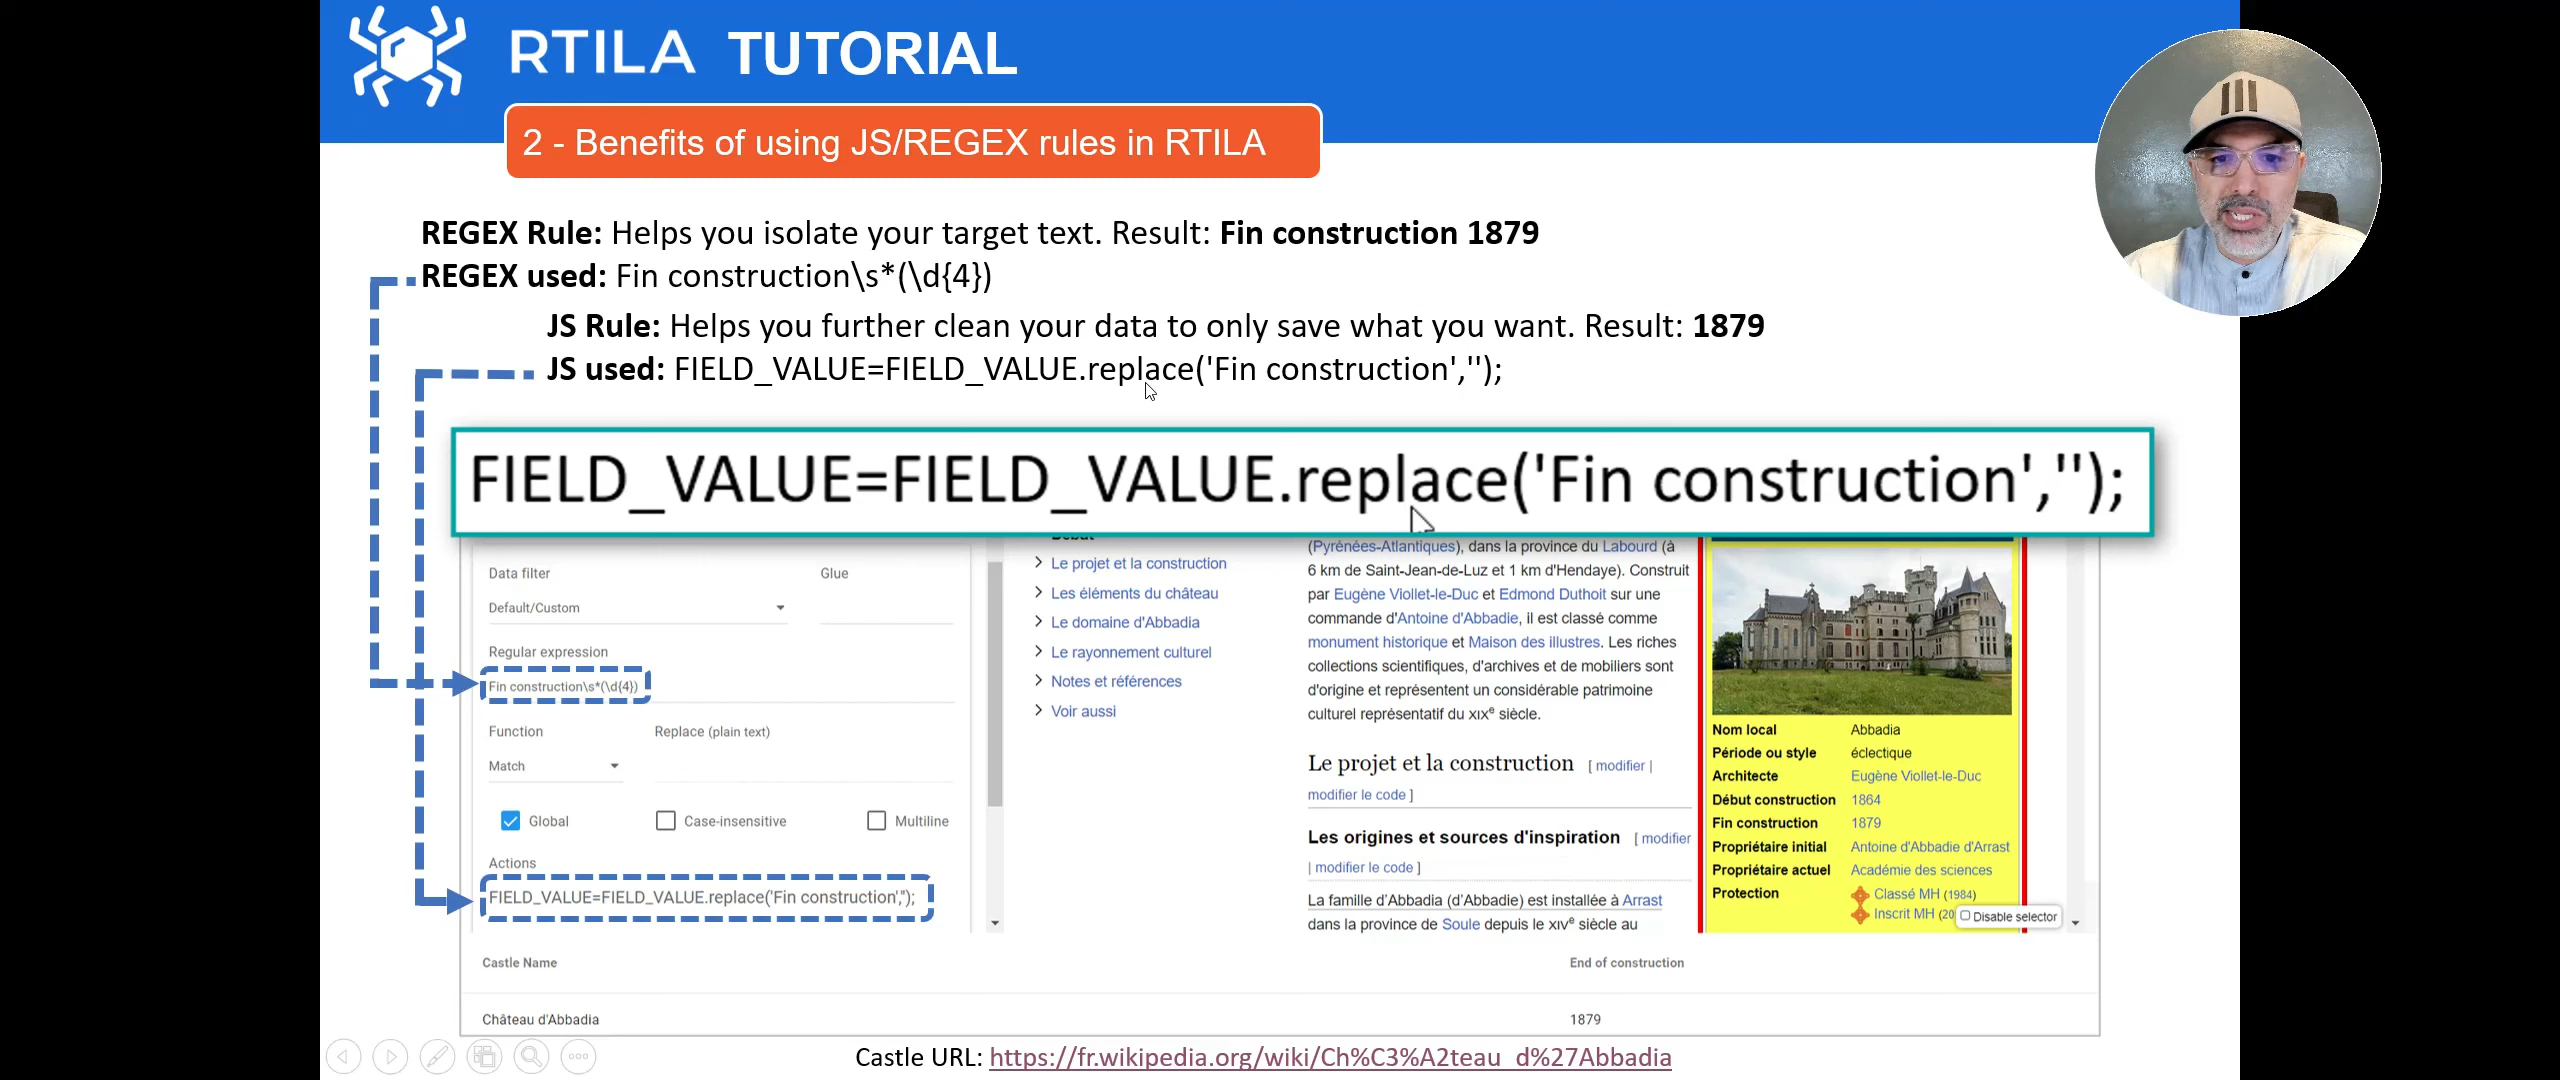 RTILA TUTORIAL
2 - Benefits of using JS/REGEX rules in RTILA
REGEX Rule: Helps you isolate your target text. Result: Fin construction 1879
REGEX used: Fin construction\s*(\d{4})
JS Rule: Helps you further clean your data to only save what you want. Result: 1879
JS used: FIELD_VALUE=FIELD_VALUE.replace('Fin construction','');
FIELD_VALUE=FIELD_VALUE.replace('Fin construction','');
Data filter
Glue
Default/Custom
Regular expression
Fin construction\s*(\d{4})
Function
Replace (plain text)
Match
Global
Case-insensitive
Multiline
Actions
FIELD_VALUE=FIELD_VALUE.replace('Fin construction','');
Début
Le projet et la construction
Les éléments du château
Le domaine d'Abbadia
Le rayonnement culturel
Notes et références
Voir aussi
(Pyrénées-Atlantiques), dans la province du Labourd (à
6 km de Saint-Jean-de-Luz et 1 km d'Hendaye). Construit
par Eugène Viollet-le-Duc et Edmond Duthoit sur une
commande d'Antoine d'Abbadie, il est classé comme
monument historique et Maison des illustres. Les riches
collections scientifiques, d'archives et de mobiliers sont
d'origine et représentent un considérable patrimoine
culturel représentatif du XIXe siècle.
Le projet et la construction [ modifier |
modifier le code ]
Les origines et sources d'inspiration [ modifier
| modifier le code ]
La famille d'Abbadia (d'Abbadie) est installée à Arrast
dans la province de Soule depuis le XIVe siècle au
Nom local Abbadia
Période ou style éclectique
Architecte Eugène Viollet-le-Duc
Début construction 1864
Fin construction 1879
Propriétaire initial Antoine d'Abbadie d'Arrast
Propriétaire actuel Académie des sciences
Protection Classé MH (1984)
Inscrit MH (20
Disable selector
Castle Name
End of construction
Château d'Abbadia
1879
Castle URL: https://fr.wikipedia.org/wiki/Ch%C3%A2teau_d%27Abbadia